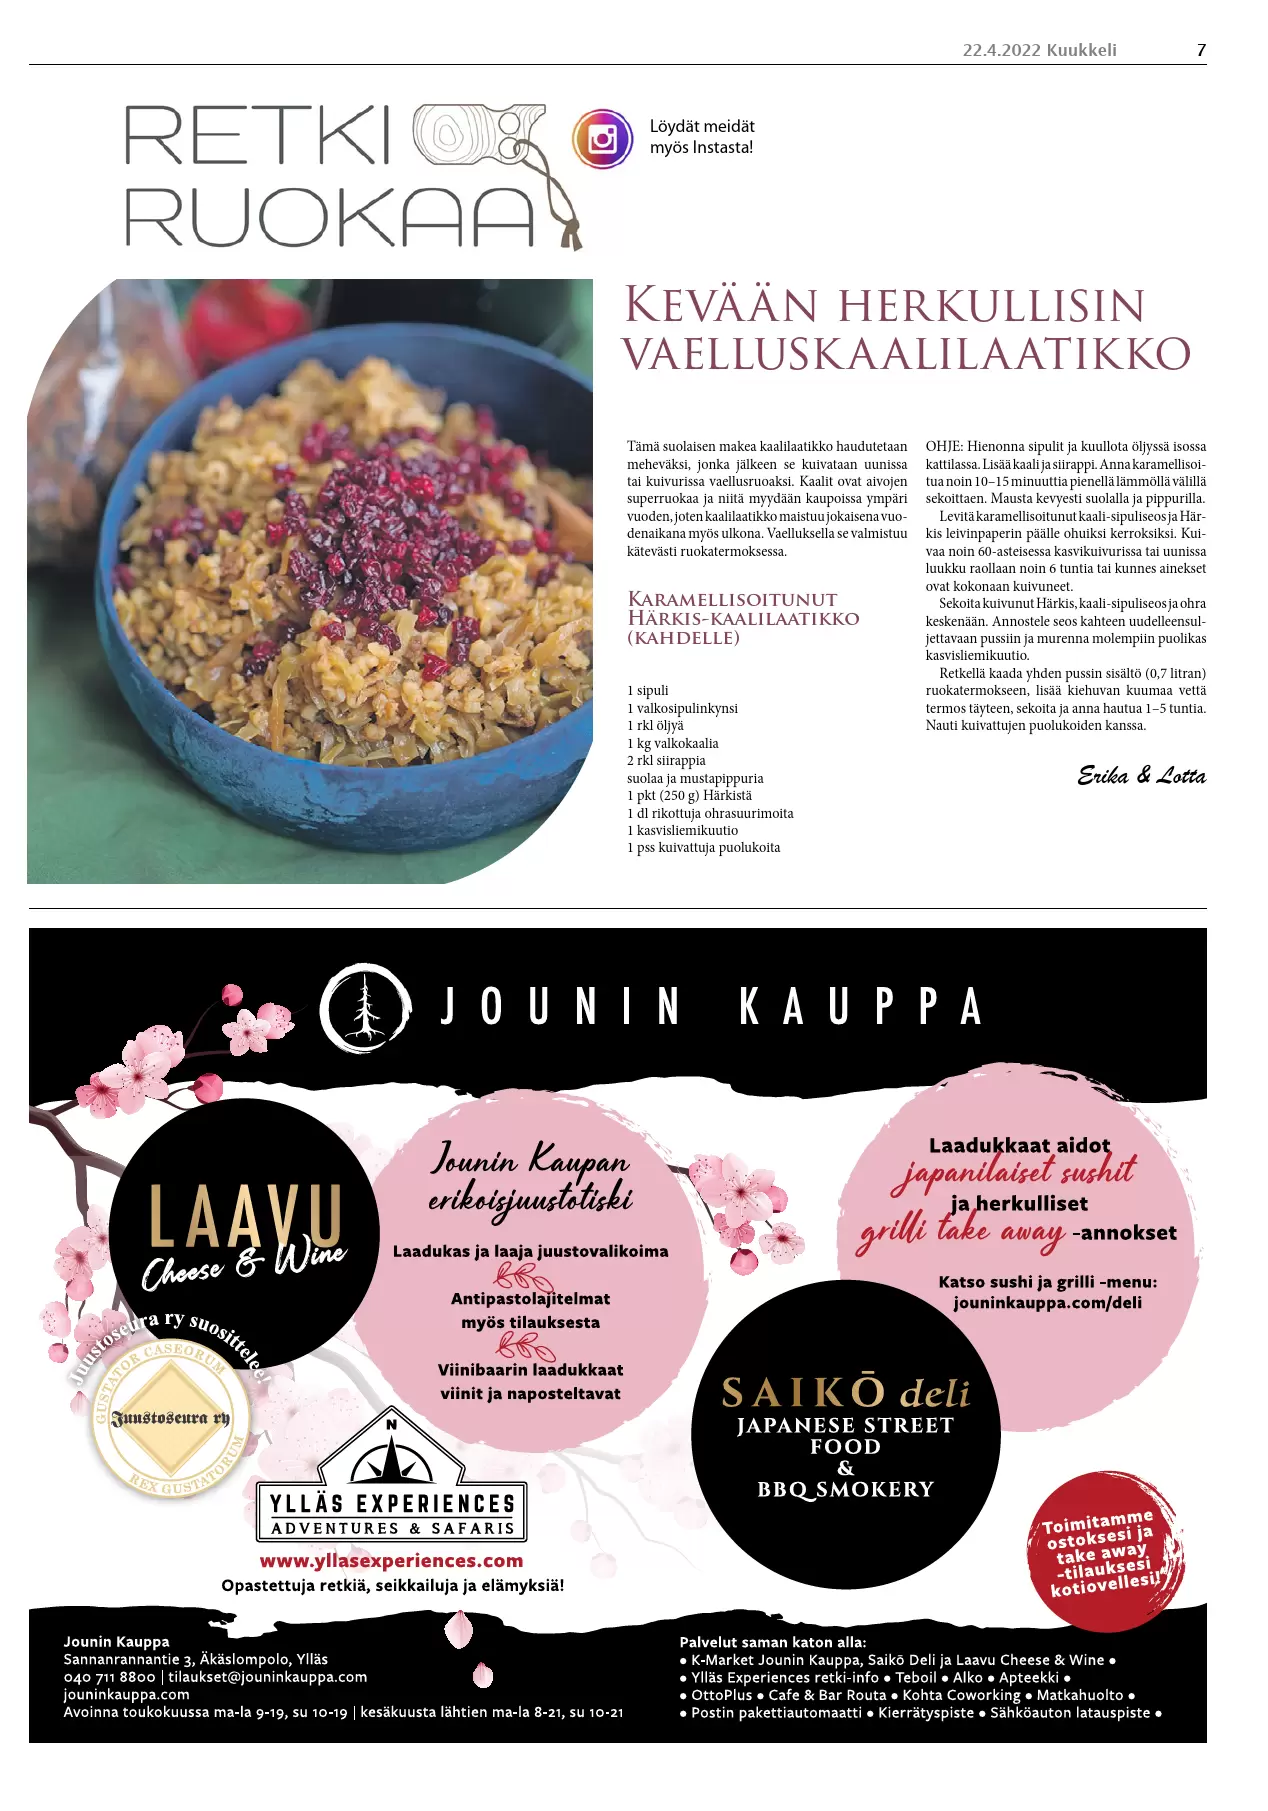 22.4.2022 Kuukkeli 7
RETKI
RUOKAA
Löydät meidät
myös Instasta!
Kevään herkullisin
vaelluskaalilaatikko
Tämä suolaisen makea kaalilaatikko haudutetaan
meheväksi, jonka jälkeen se kuivataan uunissa
tai kuivurissa vaellusruoaksi. Kaalit ovat aivojen
superruokaa ja niitä myydään kaupoissa ympäri
vuoden, joten kaalilaatikko maistuu jokaisena vuo-
denaikana myös ulkona. Vaelluksella se valmistuu
kätevästi ruokatermoksessa.
Karamellisoitunut
Härkis-kaalilaatikko
(kahdelle)
1 sipuli
1 valkosipulinkynsi
1 rkl öljyä
1 kg valkokaalia
2 rkl siirappia
suolaa ja mustapippuria
1 pkt (250 g) Härkistä
1 dl rikottuja ohrasuurimoita
1 kasvisliemikuutio
1 pss kuivattuja puolukoita
OHJE: Hienonna sipulit ja kuullota öljyssä isossa
kattilassa. Lisää kaali ja siirappi. Anna karamellisoi-
tua noin 10–15 minuuttia pienellä lämmöllä välillä
sekoittaen. Mausta kevyesti suolalla ja pippurilla.
Levitä karamellisoitunut kaali-sipuliseos ja Här-
kis leivinpaperin päälle ohuiksi kerroksiksi. Kui-
vaa noin 60-asteisessa kasvikuivurissa tai uunissa
luukku raollaan noin 6 tuntia tai kunnes ainekset
ovat kokonaan kuivuneet.
Sekoita kuivunut Härkis, kaali-sipuliseos ja ohra
keskenään. Annostele seos kahteen uudelleensul-
jettavaan pussiin ja murenna molempiin puolikas
kasvisliemikuutio.
Retkellä kaada yhden pussin sisältö (0,7 litran)
ruokatermokseen, lisää kiehuvan kuumaa vettä
termos täyteen, sekoita ja anna hautua 1–5 tuntia.
Nauti kuivattujen puolukoiden kanssa.
Erika & Lotta
JOUNIN KAUPPA
LAAVU
Cheese & Wine
Juustoseura ry suosittelee!
GUSTATOR CASEORUM
Juustoseura ry
REX GUSTATORUM
Jounin Kaupan
erikoisjuustotiski
Laadukas ja laaja juustovalikoima
Antipastolajitelmat
myös tilauksesta
Viinibaarin laadukkaat
viinit ja naposteltavat
Laadukkaat aidot
japanilaiset sushit
ja herkulliset
grilli take away -annokset
Katso sushi ja grilli -menu:
jouninkauppa.com/deli
SAIKŌ deli
JAPANESE STREET
FOOD
&
BBQ SMOKERY
N
YLLÄS EXPERIENCES
ADVENTURES & SAFARIS
www.yllasexperiences.com
Opastettuja retkiä, seikkailuja ja elämyksiä!
Toimitamme
ostoksesi ja
take away
-tilauksesi
kotiovellesi!
Jounin Kauppa
Sannanrannantie 3, Äkäslompolo, Ylläs
040 711 8800 | tilaukset@jouninkauppa.com
jouninkauppa.com
Avoinna toukokuussa ma-la 9-19, su 10-19 | kesäkuusta lähtien ma-la 8-21, su 10-21
Palvelut saman katon alla:
• K-Market Jounin Kauppa, Saikō Deli ja Laavu Cheese & Wine •
• Ylläs Experiences retki-info • Teboil • Alko • Apteekki •
• OttoPlus • Cafe & Bar Routa • Kohta Coworking • Matkahuolto •
• Postin pakettiautomaatti • Kierrätyspiste • Sähköauton latauspiste •